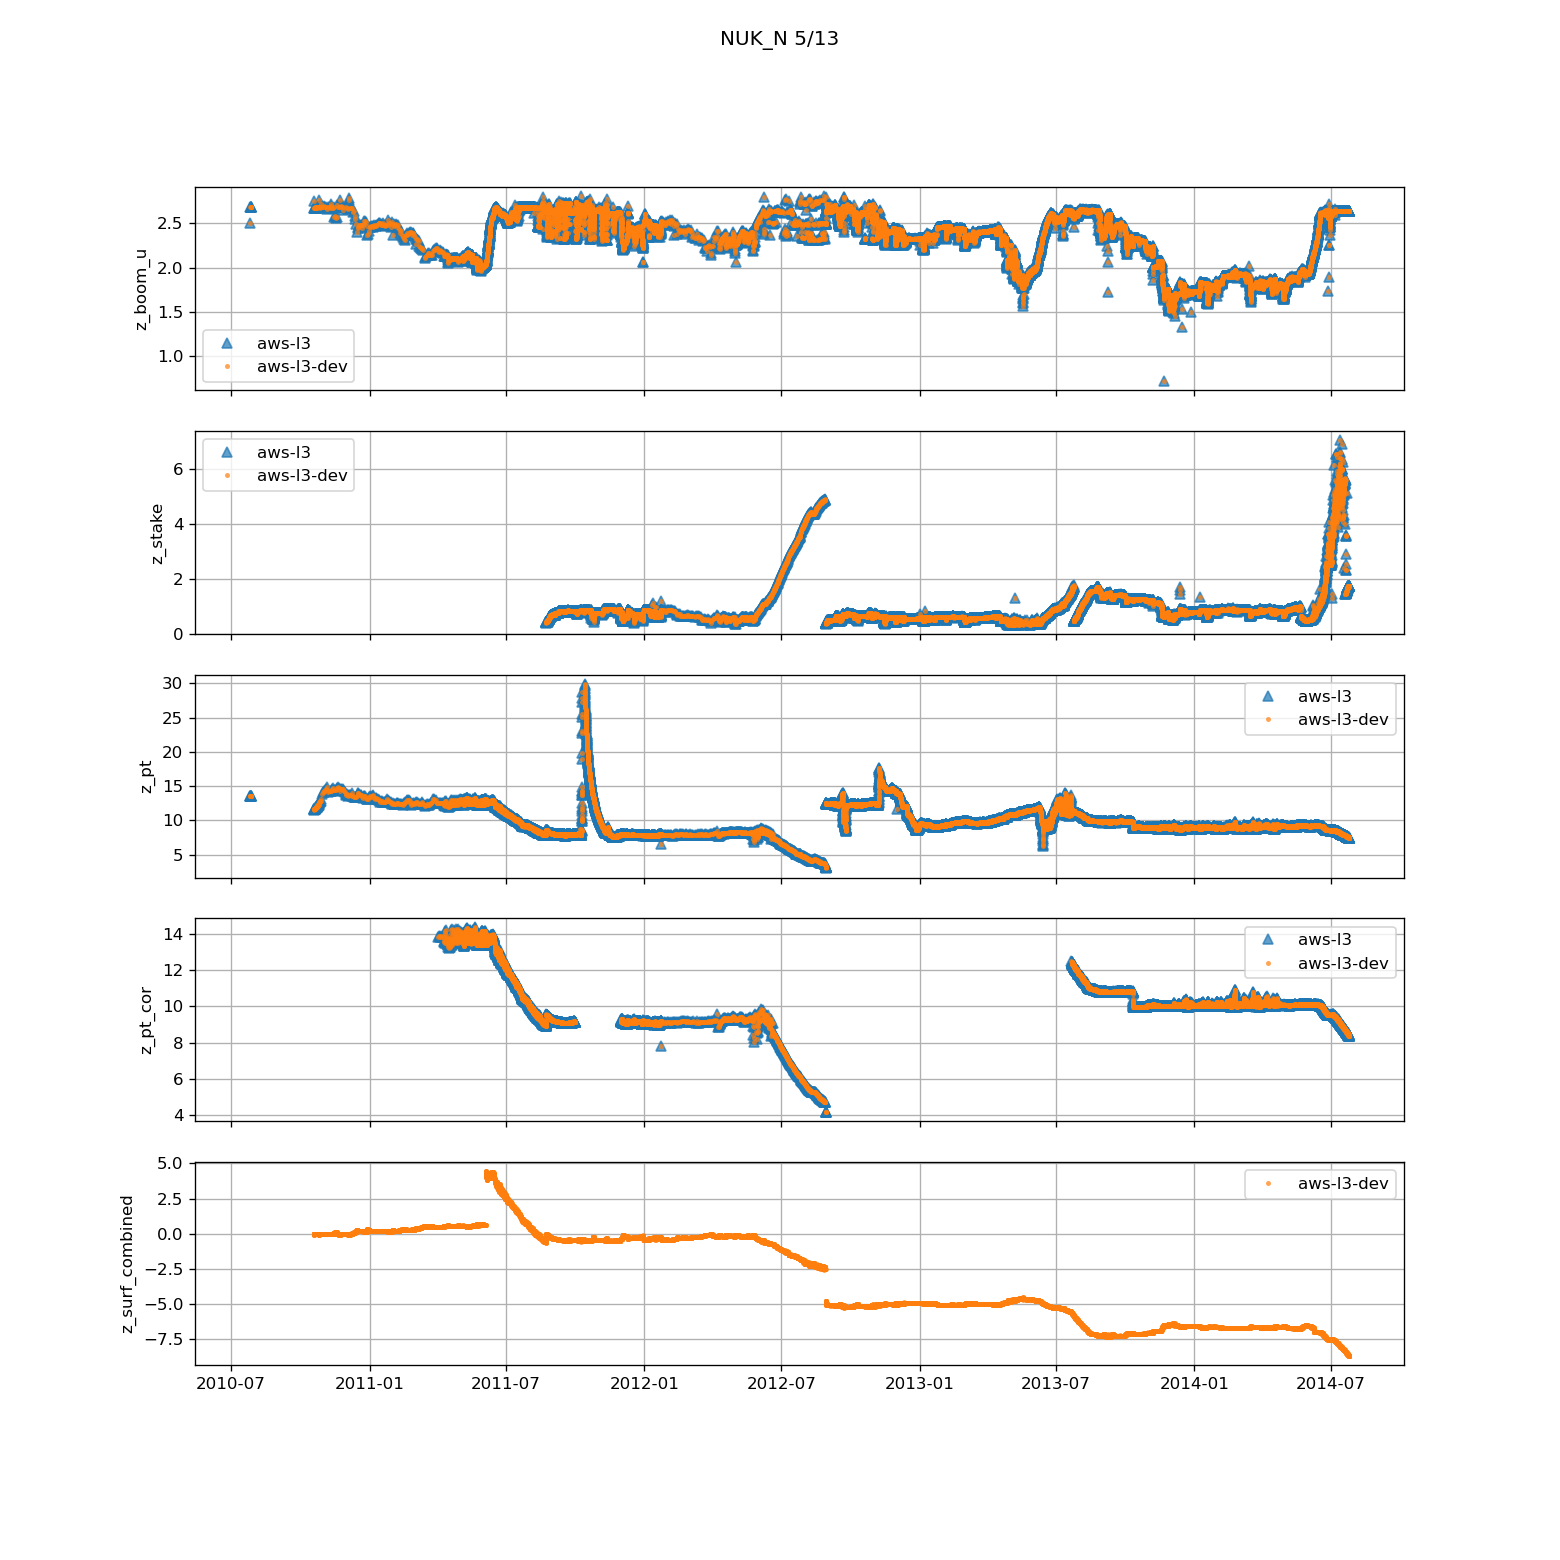 NUK_N 5/13
z_boom_u
2.5
2.0
1.5
1.0
aws-l3
aws-l3-dev
z_stake
6
4
2
0
aws-l3
aws-l3-dev
z_pt
30
25
20
15
10
5
aws-l3
aws-l3-dev
z_pt_cor
14
12
10
8
6
4
aws-l3
aws-l3-dev
z_surf_combined
5.0
2.5
0.0
−2.5
−5.0
−7.5
aws-l3-dev
2010-07 2011-01 2011-07 2012-01 2012-07 2013-01 2013-07 2014-01 2014-07